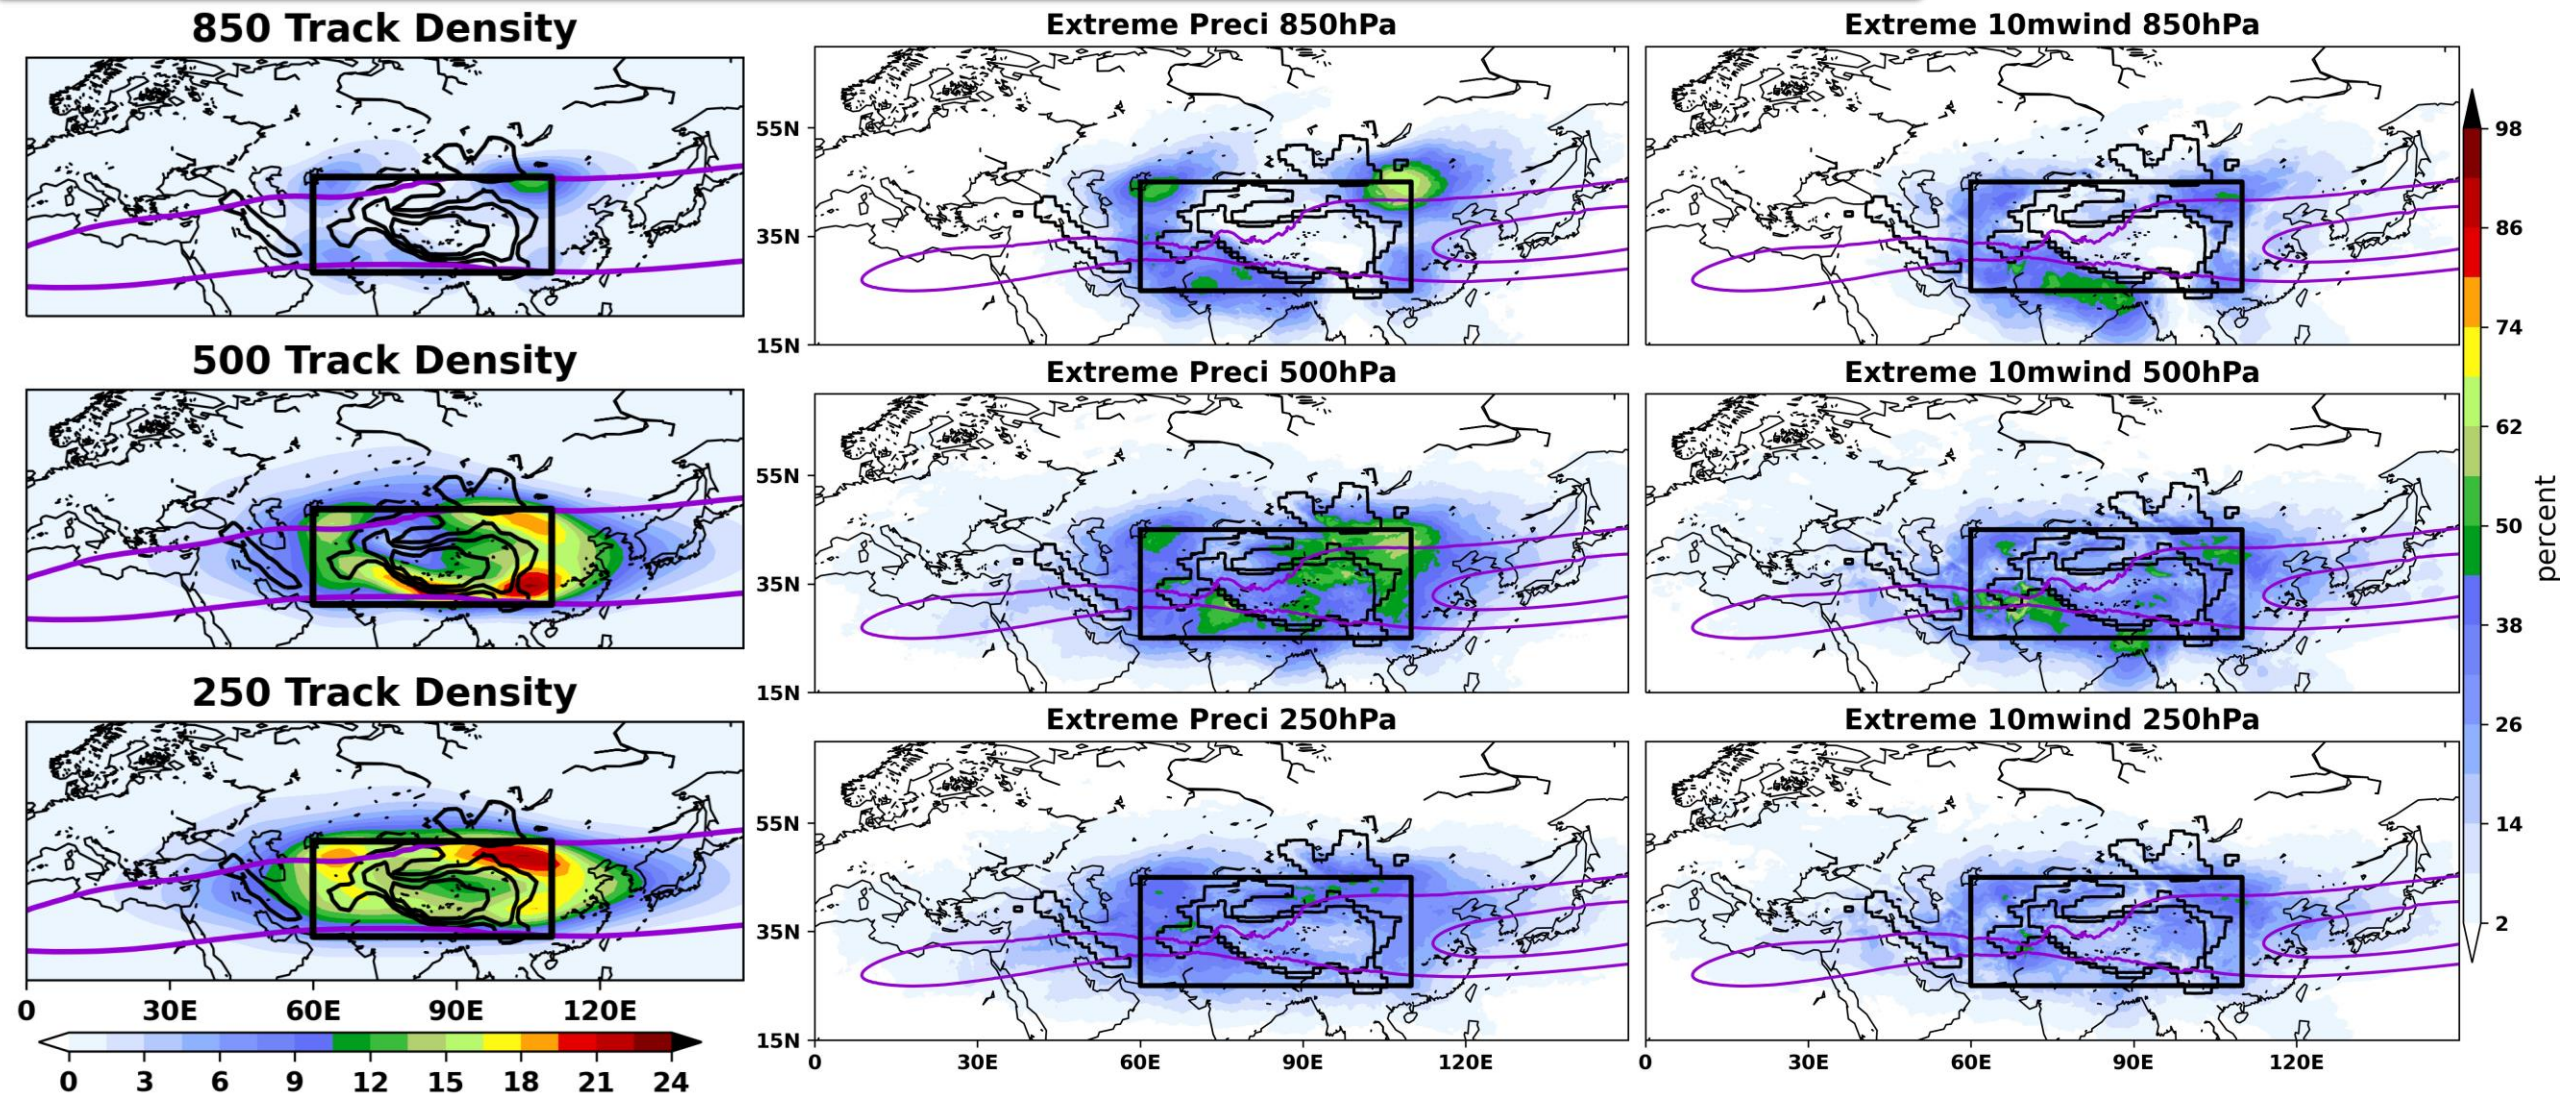 850 Track Density
Extreme Preci 850hPa
Extreme 10mwind 850hPa
55N
35N
15N
500 Track Density
Extreme Preci 500hPa
Extreme 10mwind 500hPa
55N
35N
15N
250 Track Density
Extreme Preci 250hPa
Extreme 10mwind 250hPa
55N
35N
15N
0 30E 60E 90E 120E
0 30E 60E 90E 120E
0 30E 60E 90E 120E
0 3 6 9 12 15 18 21 24
98
86
74
62
50
38
26
14
2
percent